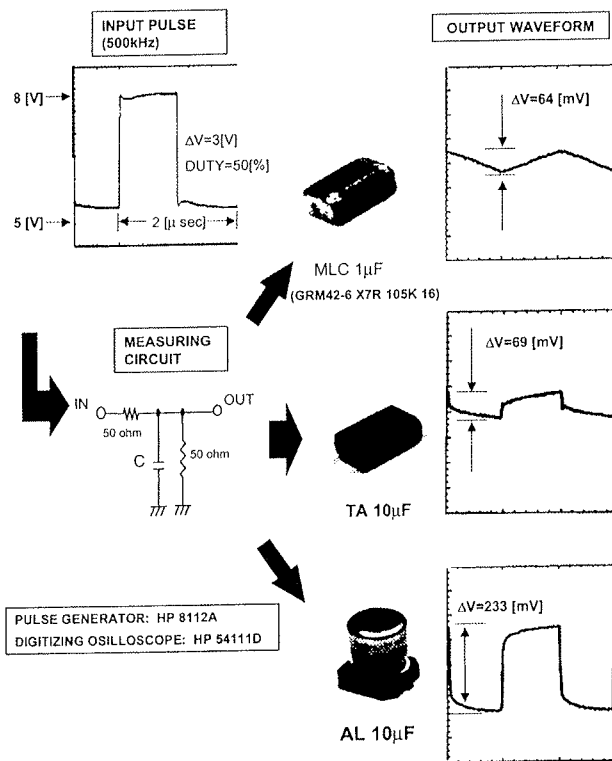 INPUT PULSE
(500kHz)
8 [V]
ΔV=3[V]
DUTY=50[%]
5 [V]
2 [μ sec]
OUTPUT WAVEFORM
ΔV=64 [mV]
MLC 1μF
(GRM42-6 X7R 105K 16)
MEASURING
CIRCUIT
IN
OUT
50 ohm
C
50 ohm
ΔV=69 [mV]
TA 10μF
PULSE GENERATOR: HP 8112A
DIGITIZING OSILLOSCOPE: HP 54111D
ΔV=233 [mV]
AL 10μF